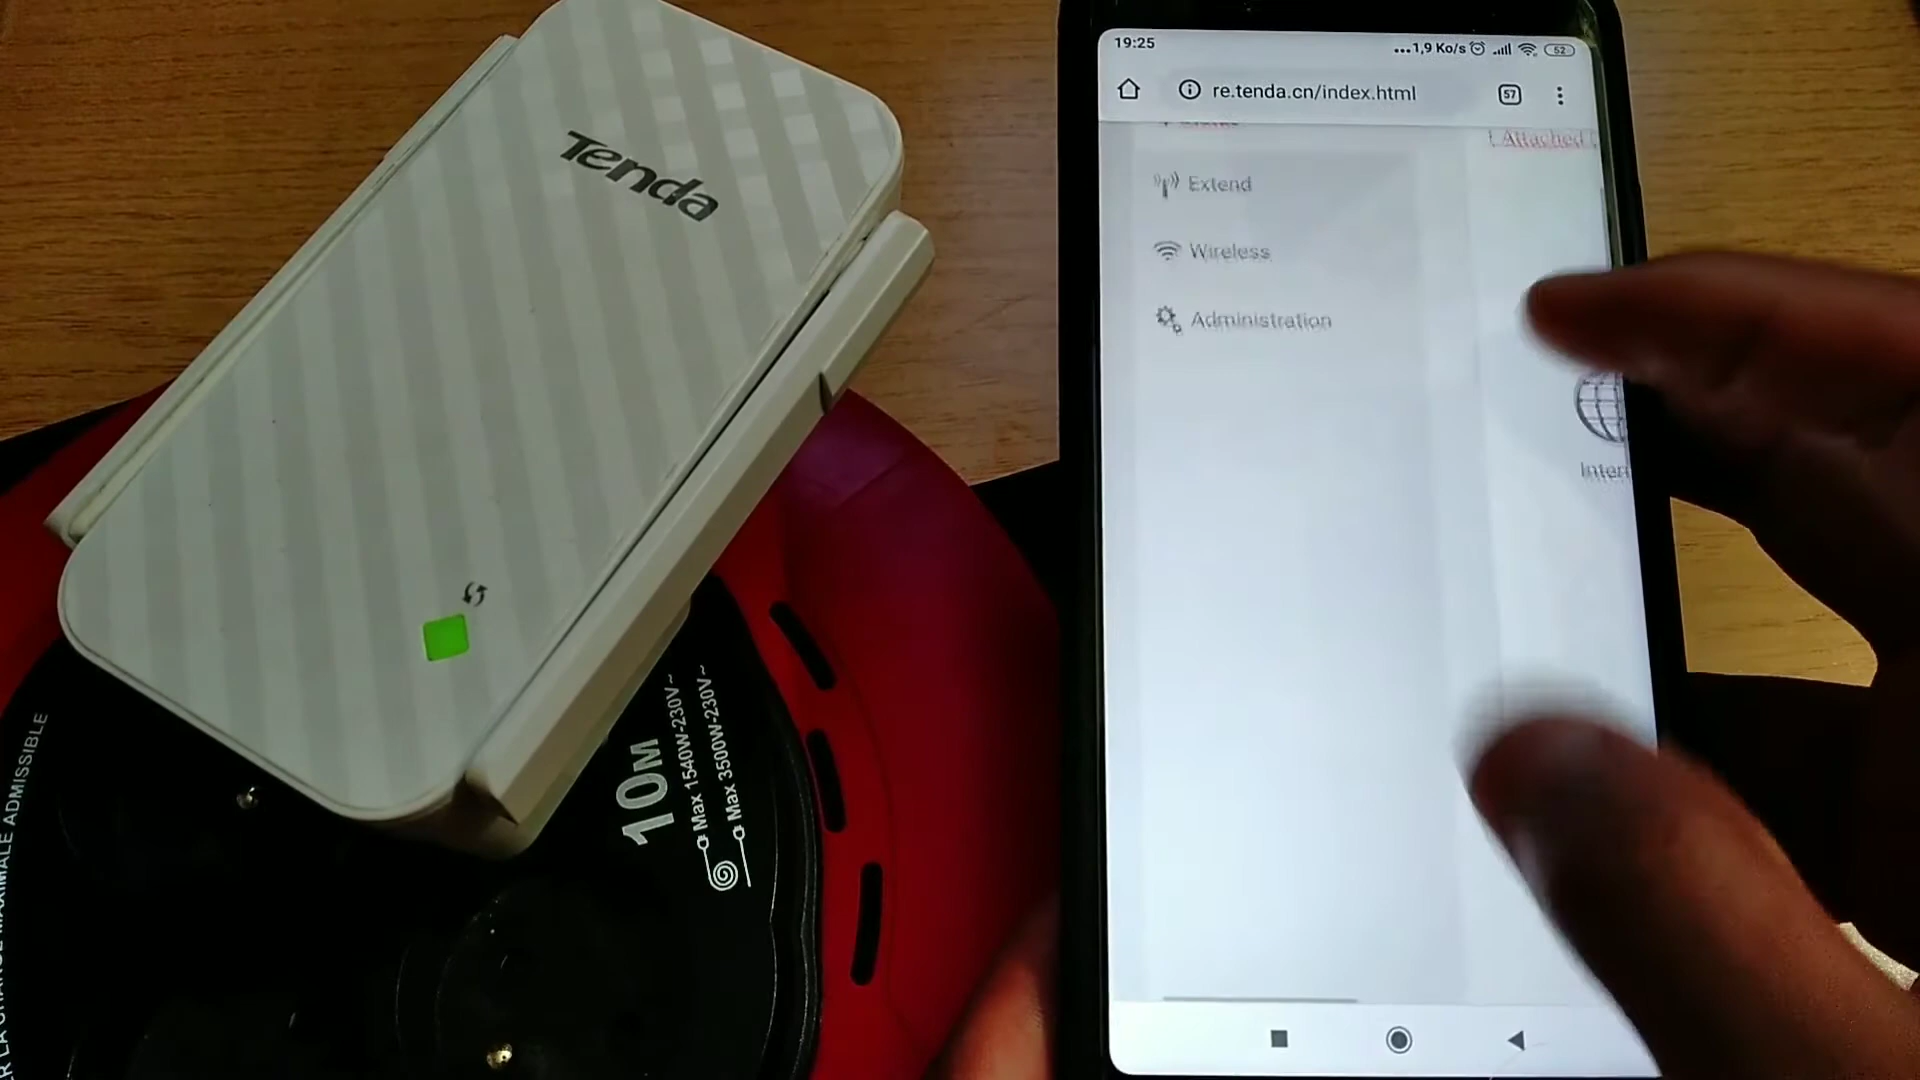 Tenda
10M
Max 1540W-230V~
Max 3500W-230V~
19:25
...1,9 Ko/s
52
re.tenda.cn/index.html
57
Attached
Extend
Wireless
Administration